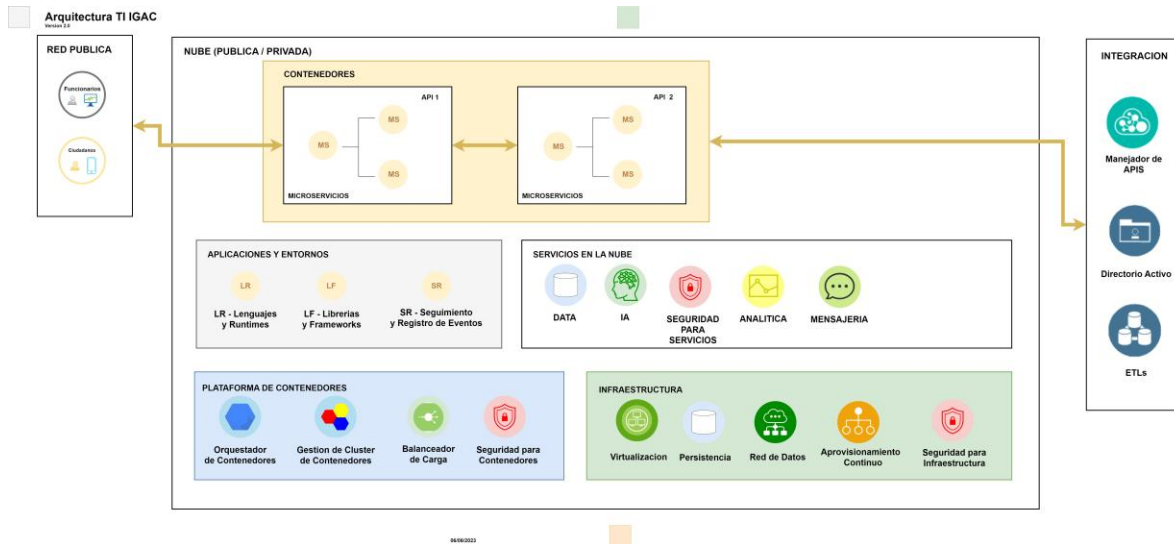 Arquitectura TI IGAC
Version 2.0
RED PUBLICA
Funcionarios
Ciudadanos
NUBE (PUBLICA / PRIVADA)
CONTENEDORES
API 1
MS
MS
MS
MICROSERVICIOS
API 2
MS
MS
MS
MICROSERVICIOS
INTEGRACION
Manejador de
APIS
Directorio Activo
ETLs
APLICACIONES Y ENTORNOS
LR
LF
SR
LR - Lenguajes
y Runtimes
LF - Librerias
y Frameworks
SR - Seguimiento
y Registro de Eventos
SERVICIOS EN LA NUBE
DATA
IA
SEGURIDAD
PARA
SERVICIOS
ANALITICA
MENSAJERIA
PLATAFORMA DE CONTENEDORES
Orquestador
de Contenedores
Gestion de Cluster
de Contenedores
Balanceador
de Carga
Seguridad para
Contenedores
INFRAESTRUCTURA
Virtualizacion
Persistencia
Red de Datos
Aprovisionamiento
Continuo
Seguridad para
Infraestructura